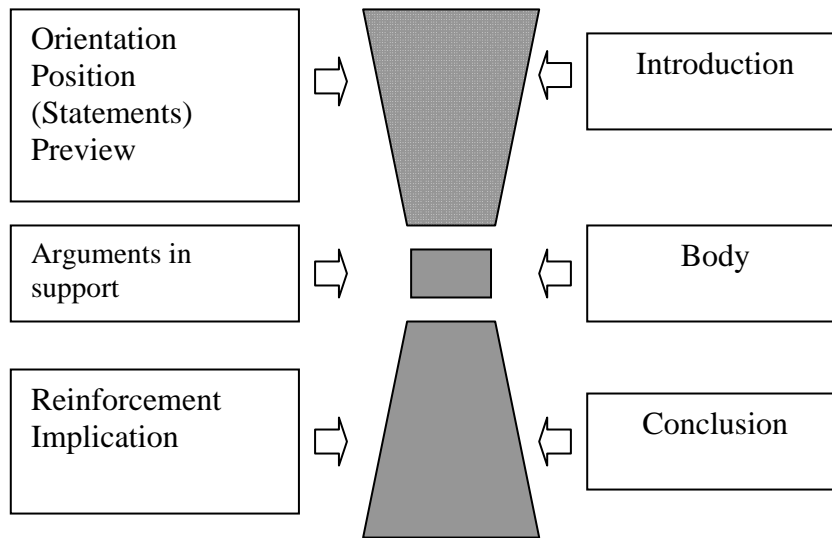 Orientation
Position
(Statements)
Preview
Introduction
Arguments in
support
Body
Reinforcement
Implication
Conclusion